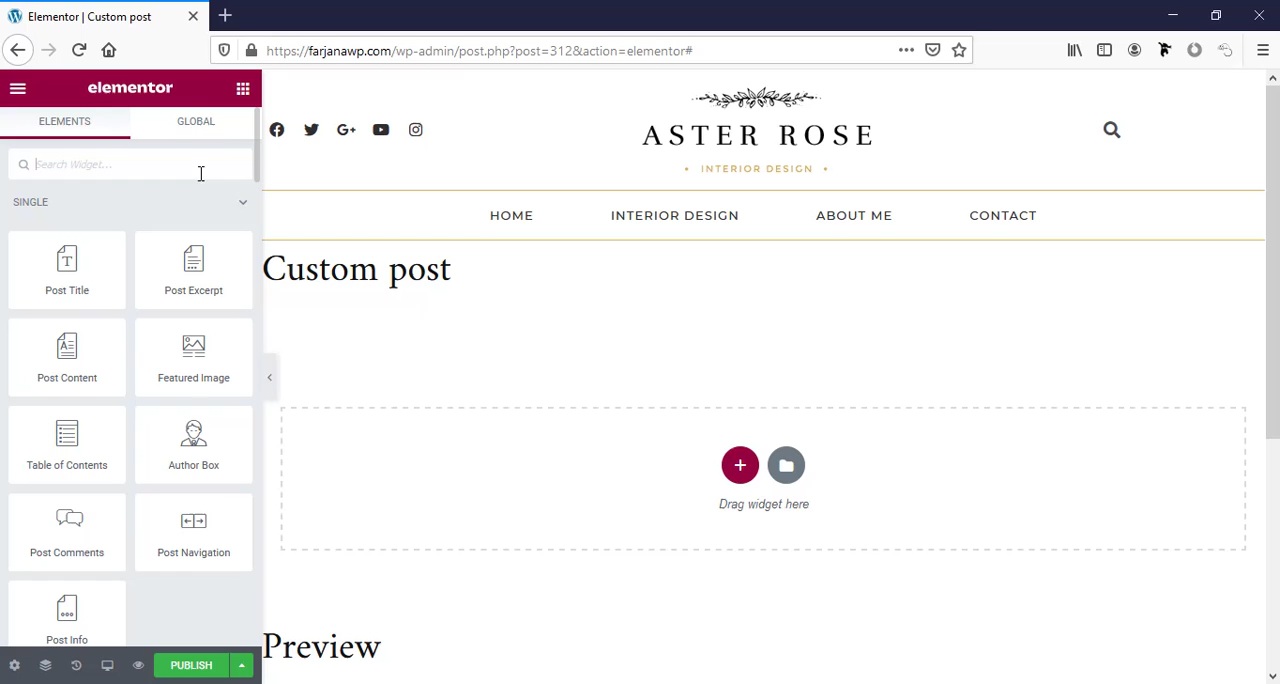 Elementor | Custom post
https://farjanawp.com/wp-admin/post.php?post=312&action=elementor#
elementor
ELEMENTS
GLOBAL
Search Widget...
SINGLE
Post Title
Post Excerpt
Post Content
Featured Image
Table of Contents
Author Box
Post Comments
Post Navigation
Post Info
PUBLISH
ASTER ROSE
• INTERIOR DESIGN •
HOME
INTERIOR DESIGN
ABOUT ME
CONTACT
Custom post
Drag widget here
Preview